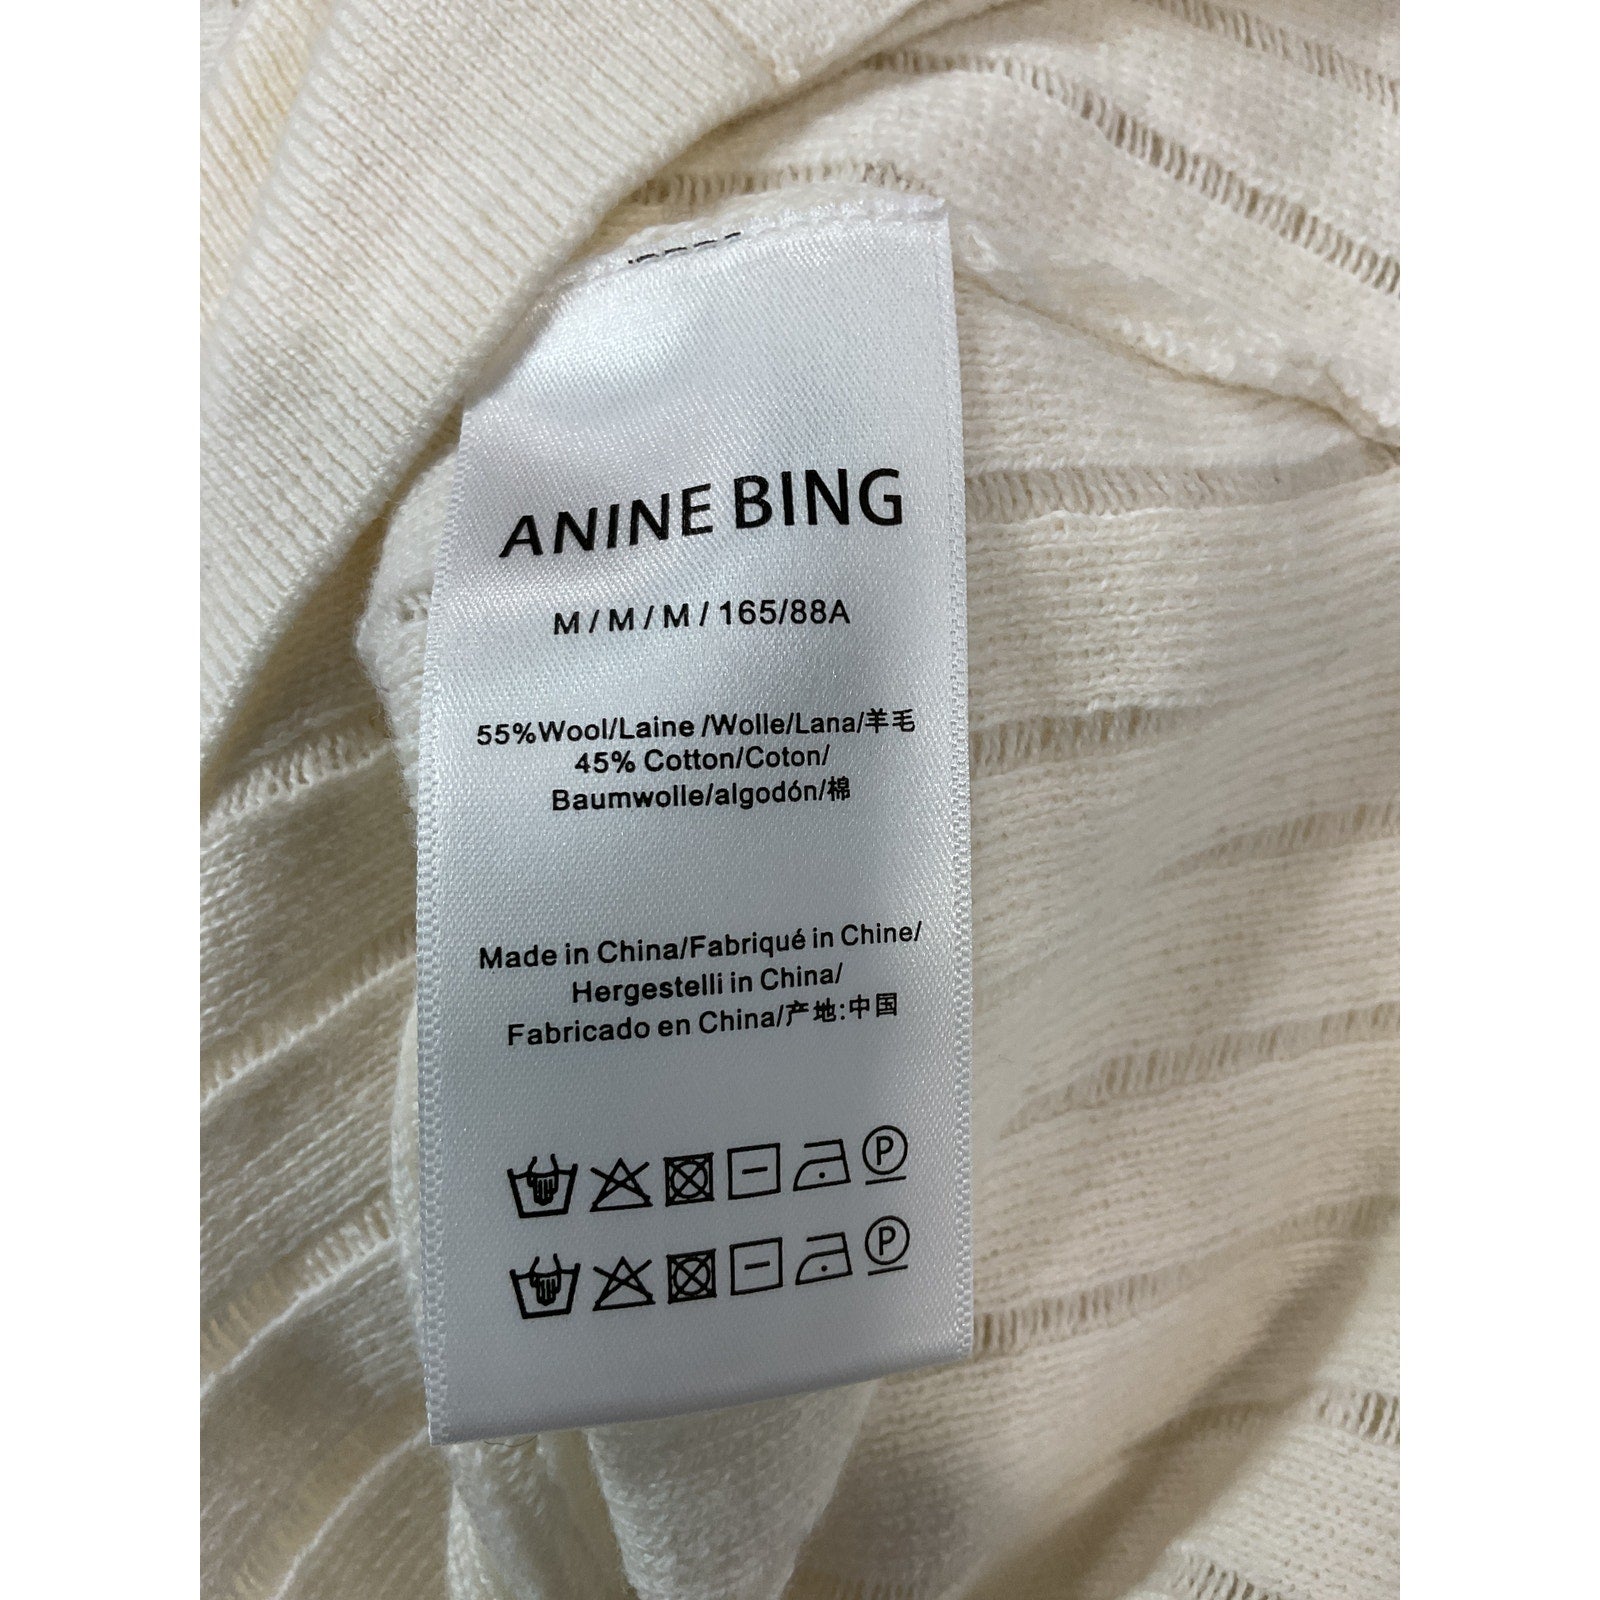 ANINE BING
M / M / M / 165/88A
55%Wool/Laine /Wolle/Lana/羊毛
45% Cotton/Coton/
Baumwolle/algodón/棉
Made in China/Fabriqué in Chine/
Hergestelli in China/
Fabricado en China/产地:中国
P
P